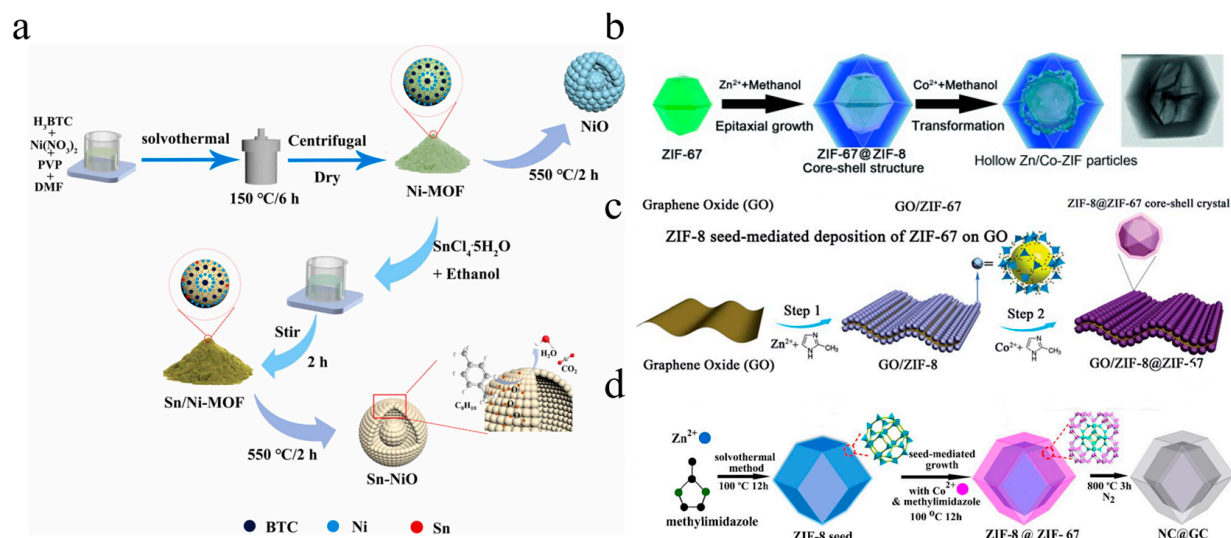 a
H₃BTC
+
Ni(NO₃)₂
+
PVP
+
DMF
solvothermal
150 °C/6 h
Centrifugal
Dry
Ni-MOF
550 °C/2 h
NiO
SnCl₄·5H₂O
+ Ethanol
Stir
2 h
Sn/Ni-MOF
550 °C/2 h
Sn-NiO
C₈H₁₀
H₂O
CO₂
BTC
Ni
Sn
b
ZIF-67
Zn²⁺+Methanol
Epitaxial growth
ZIF-67@ZIF-8
Core-shell structure
Co²⁺+Methanol
Transformation
Hollow Zn/Co-ZIF particles
c
Graphene Oxide (GO)
GO/ZIF-67
ZIF-8@ZIF-67 core-shell crystal
ZIF-8 seed-mediated deposition of ZIF-67 on GO
=
Graphene Oxide (GO)
Step 1
Zn²⁺+
N
N
H
CH₃
GO/ZIF-8
Step 2
Co²⁺+
N
N
H
CH₃
GO/ZIF-8@ZIF-67
d
Zn²⁺
methylimidazole
solvothermal
method
100 °C 12h
ZIF-8 seed
seed-mediated
growth
with Co²⁺
& methylimidazole
100 °C 12h
ZIF-8 @ ZIF- 67
800 °C 3h
N₂
NC@GC